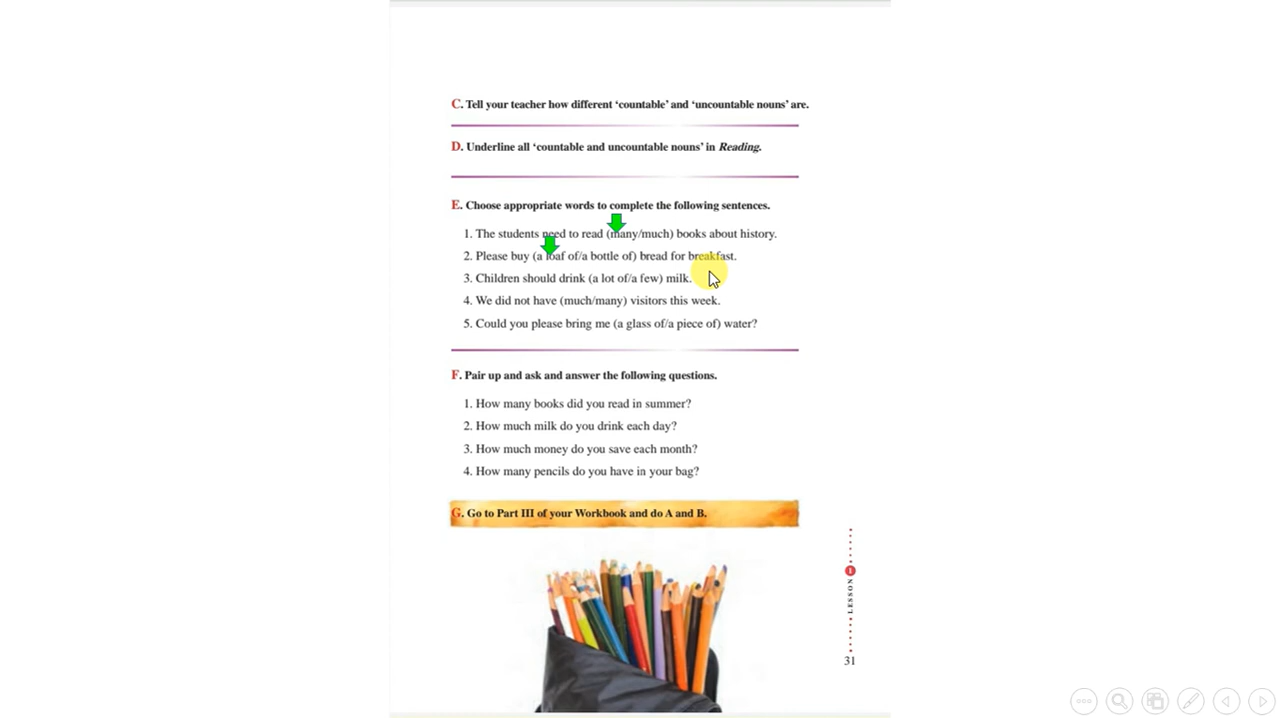 C. Tell your teacher how different ‘countable’ and ‘uncountable nouns’ are.
D. Underline all ‘countable and uncountable nouns’ in Reading.
E. Choose appropriate words to complete the following sentences.
1. The students need to read (many/much) books about history.
2. Please buy (a loaf of/a bottle of) bread for breakfast.
3. Children should drink (a lot of/a few) milk.
4. We did not have (much/many) visitors this week.
5. Could you please bring me (a glass of/a piece of) water?
F. Pair up and ask and answer the following questions.
1. How many books did you read in summer?
2. How much milk do you drink each day?
3. How much money do you save each month?
4. How many pencils do you have in your bag?
G. Go to Part III of your Workbook and do A and B.
LESSON 1
31